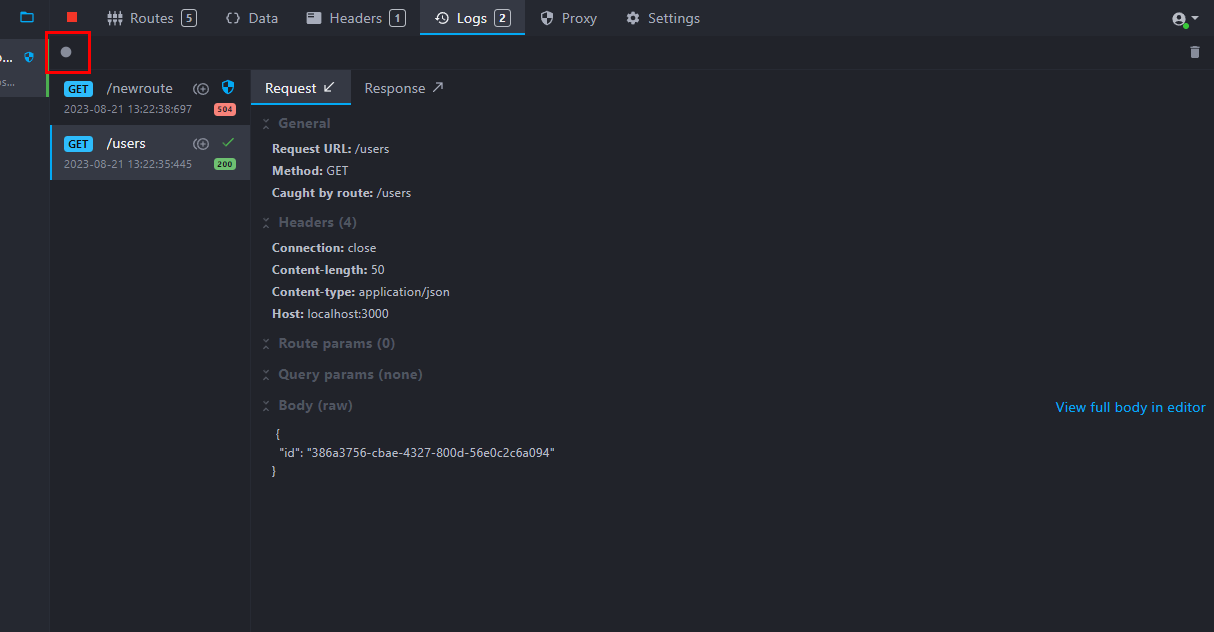 Routes 5 Data Headers 1 Logs 2 Proxy Settings
...
s...
GET /newroute
2023-08-21 13:22:38:697 504
GET /users
2023-08-21 13:22:35:445 200
Request Response
General
Request URL: /users
Method: GET
Caught by route: /users
Headers (4)
Connection: close
Content-length: 50
Content-type: application/json
Host: localhost:3000
Route params (0)
Query params (none)
Body (raw)
View full body in editor
{
"id": "386a3756-cbae-4327-800d-56e0c2c6a094"
}